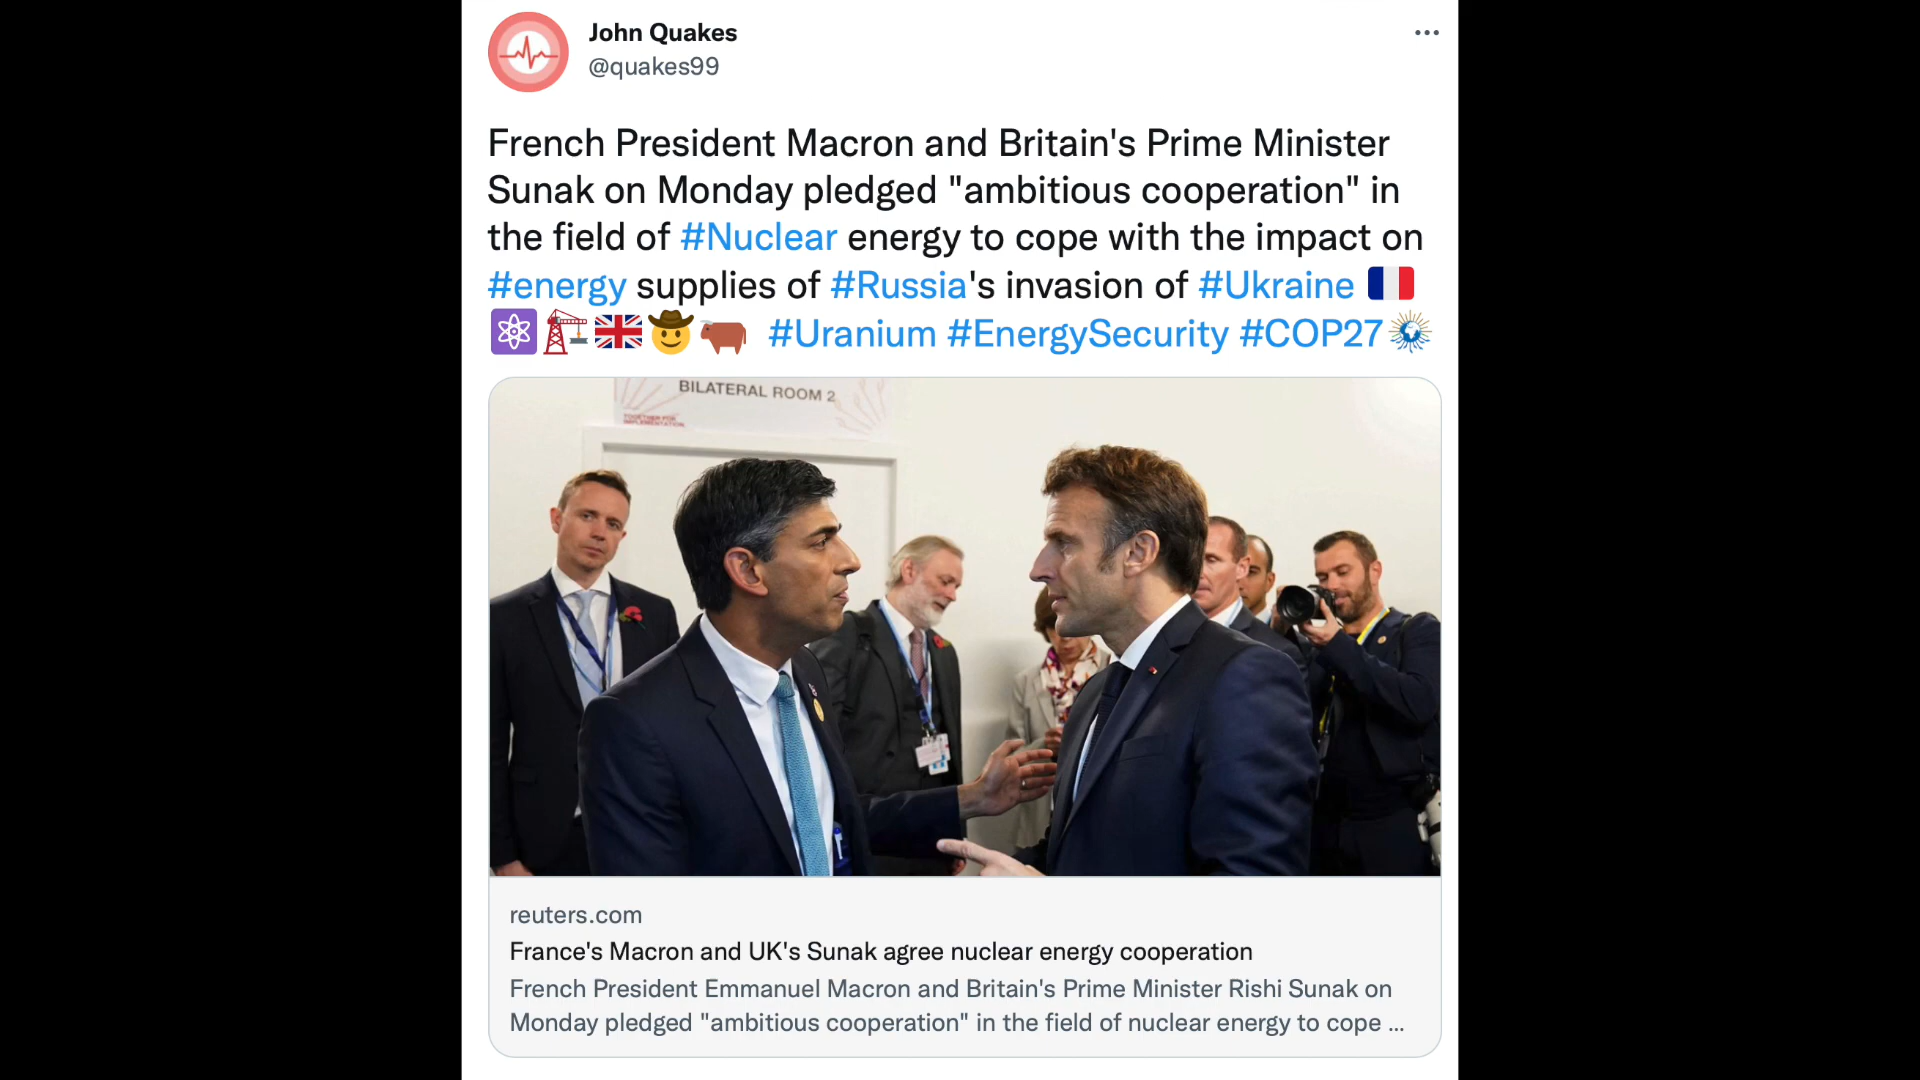 John Quakes
@quakes99
French President Macron and Britain's Prime Minister
Sunak on Monday pledged "ambitious cooperation" in
the field of #Nuclear energy to cope with the impact on
#energy supplies of #Russia's invasion of #Ukraine 🇫🇷
⚛️🏗️🇬🇧🤠🐂 #Uranium #EnergySecurity #COP27
BILATERAL ROOM 2
TOGETHER FOR
IMPLEMENTATION
reuters.com
France's Macron and UK's Sunak agree nuclear energy cooperation
French President Emmanuel Macron and Britain's Prime Minister Rishi Sunak on
Monday pledged "ambitious cooperation" in the field of nuclear energy to cope ...